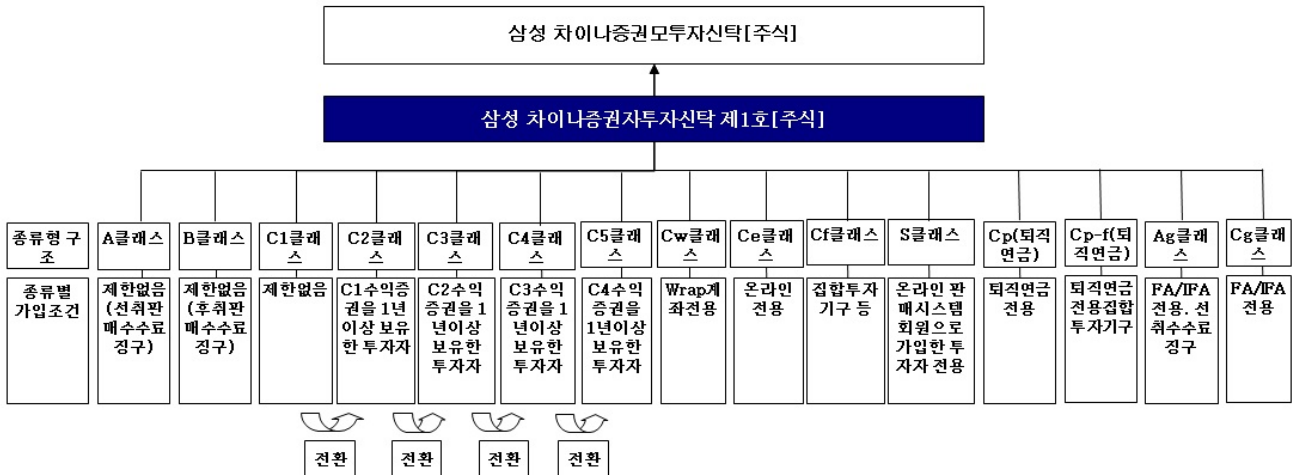 삼성 차이나증권모투자신탁[주식]
삼성 차이나증권자투자신탁 제1호[주식]
종류형 구
조
A클래스
B클래스
C1클래
스
C2클래
스
C3클래
스
C4클래
스
C5클래
스
Cw클래
스
Ce클래
스
Cf클래스
S클래스
Cp(퇴직
연금)
Cp-f(퇴
직연금)
Ag클래
스
Cg클래
스
종류별
가입조건
제한없음
(선취판
매수수료
징구)
제한없음
(후취판
매수수료
징구)
제한없음
C1수익증
권을 1년
이상 보유
한 투자자
C2수익
증권을 1
년이상
보유한
투자자
C3수익
증권을 1
년이상
보유한
투자자
C4수익
증권을
1년이상
보유한
투자자
Wrap계
좌전용
온라인
전용
집합투자
기구 등
온라인 판
매시스템
회원으로
가입한 투
자자 전용
퇴직연금
전용
퇴직연금
전용집합
투자기구
FA/IFA
전용. 선
취수수료
징구
FA/IFA
전용
전환
전환
전환
전환